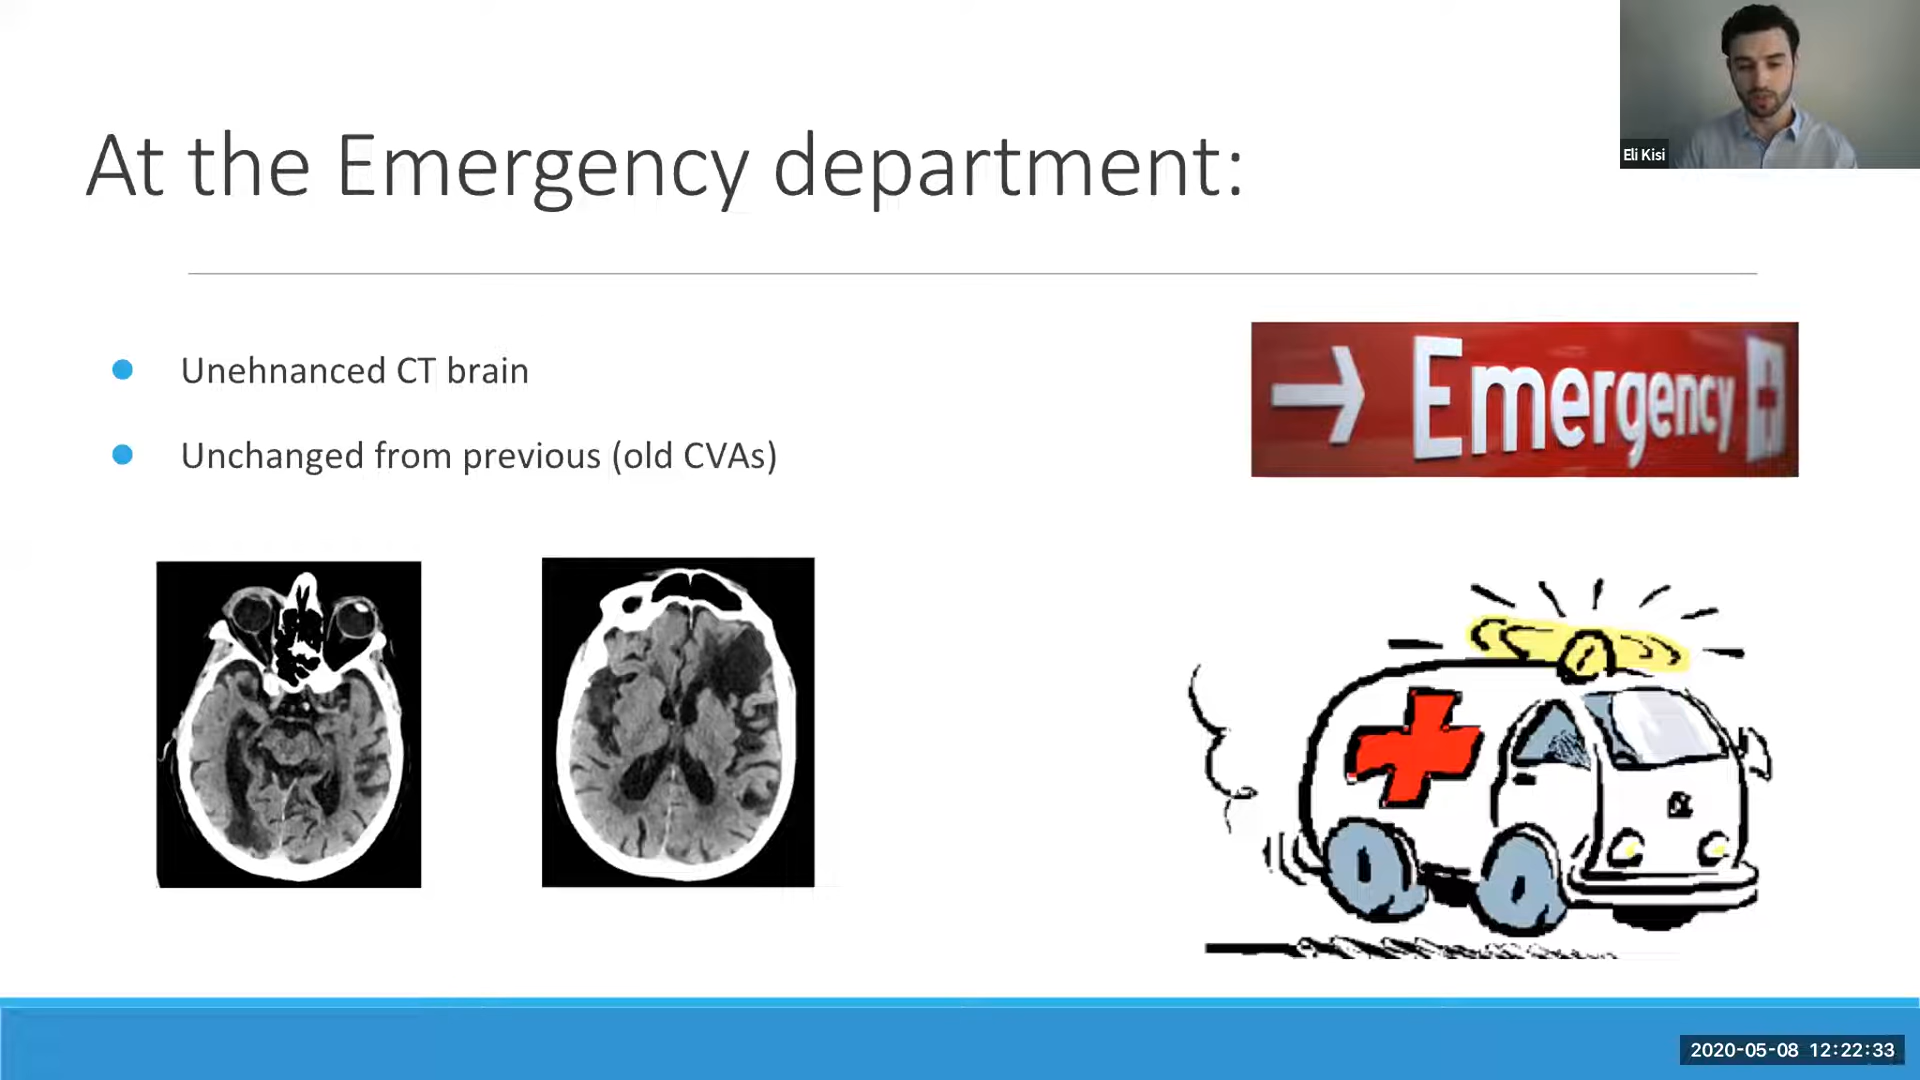 Eli Kisi
At the Emergency department:
Unehnanced CT brain
Unchanged from previous (old CVAs)
Emergency
2020-05-08 12:22:33